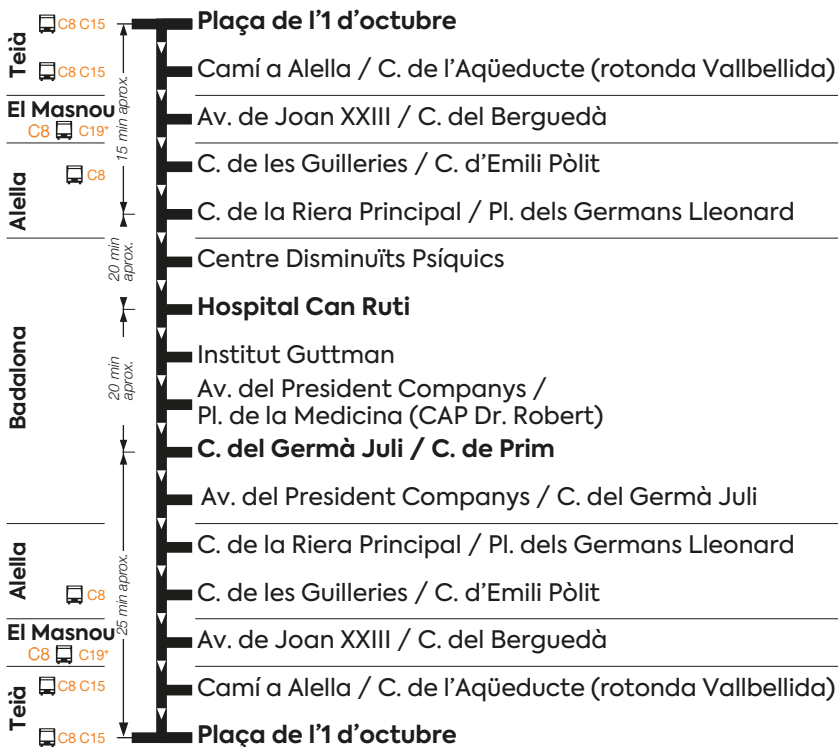 Teià
C8 C15
Plaça de l’1 d’octubre
C8 C15
Camí a Alella / C. de l’Aqüeducte (rotonda Vallbellida)
El Masnou
C8 C19*
Av. de Joan XXIII / C. del Berguedà
15 min aprox.
Alella
C8
C. de les Guilleries / C. d’Emili Pòlit
C. de la Riera Principal / Pl. dels Germans Lleonard
Badalona
20 min
aprox.
Centre Disminuïts Psíquics
Hospital Can Ruti
20 min
aprox.
Institut Guttman
Av. del President Companys /
Pl. de la Medicina (CAP Dr. Robert)
C. del Germà Juli / C. de Prim
Av. del President Companys / C. del Germà Juli
Alella
C. de la Riera Principal / Pl. dels Germans Lleonard
C8
C. de les Guilleries / C. d’Emili Pòlit
25 min aprox.
El Masnou
C8 C19*
Av. de Joan XXIII / C. del Berguedà
Teià
C8 C15
Camí a Alella / C. de l’Aqüeducte (rotonda Vallbellida)
C8 C15
Plaça de l’1 d’octubre